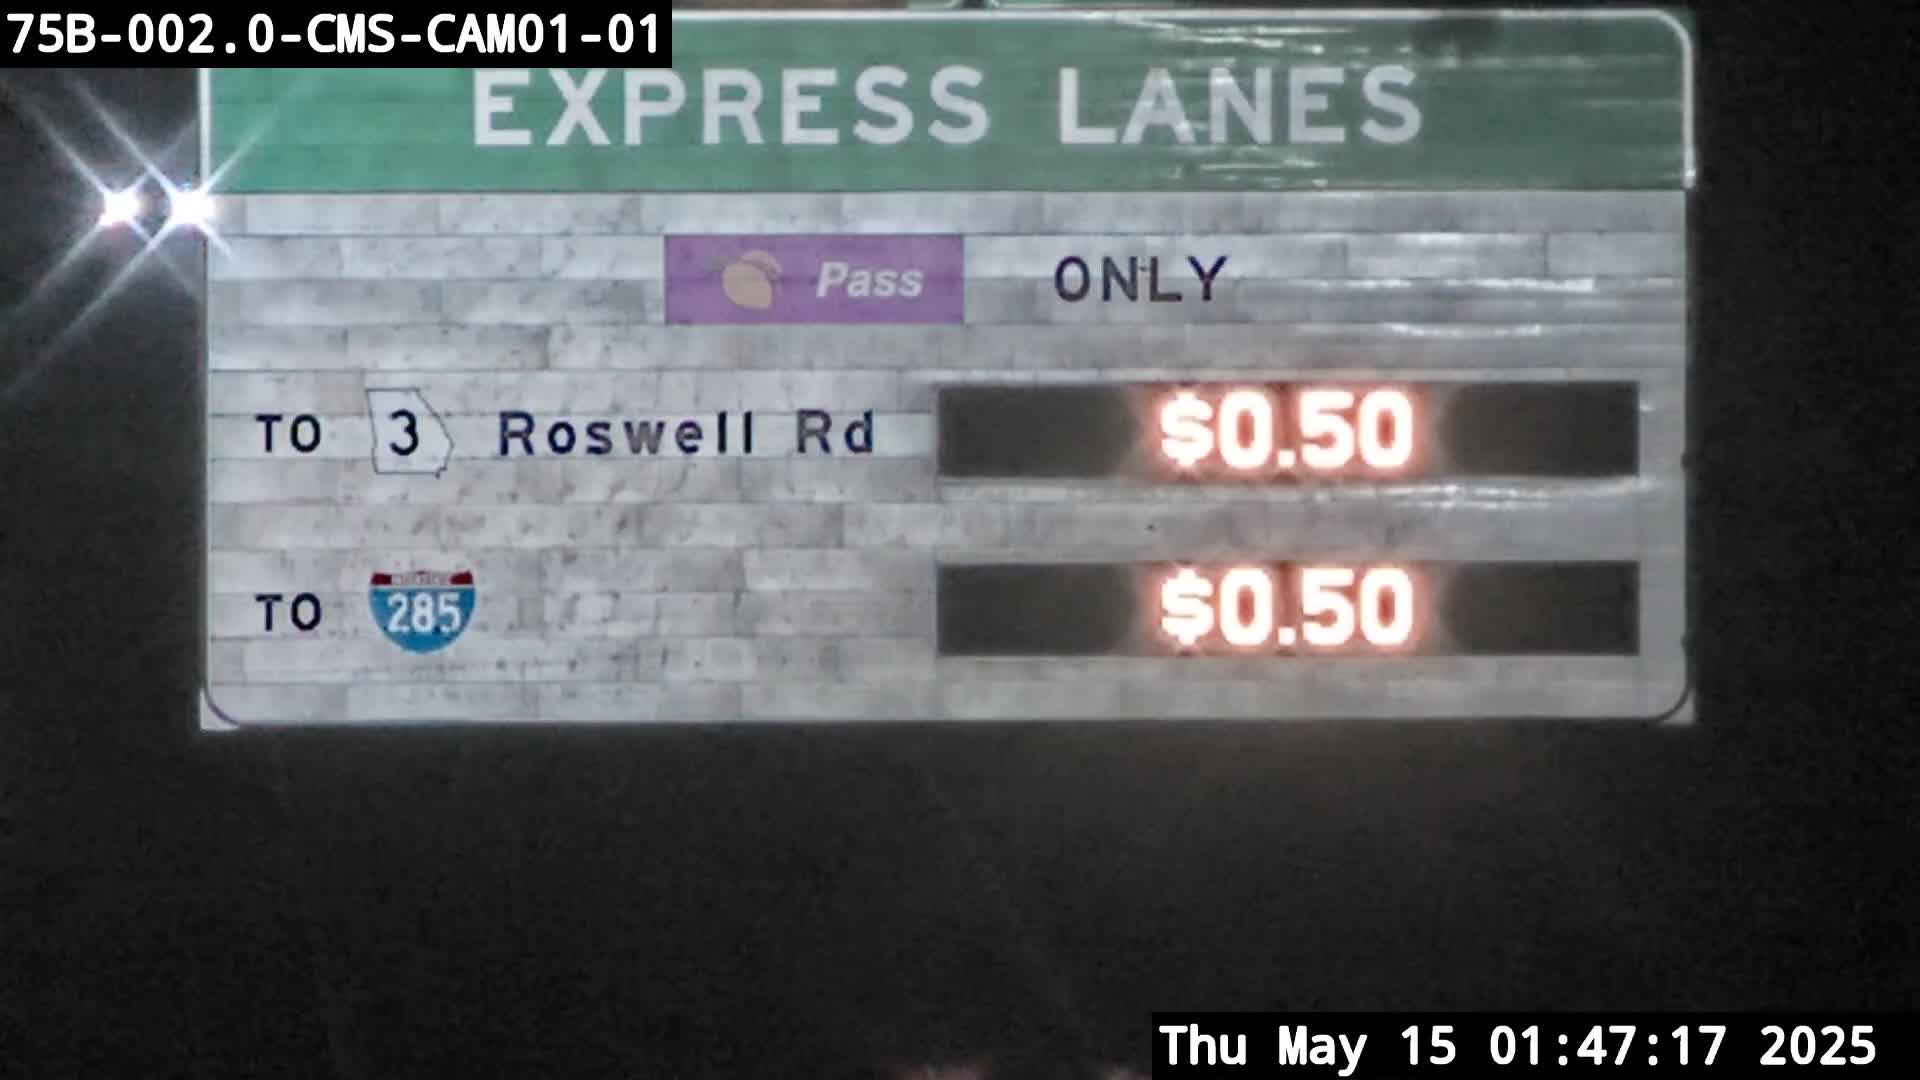 75B-002.0-CMS-CAM01-01
EXPRESS LANES
Pass ONLY
TO 3 Roswell Rd $0.50
TO 285 $0.50
Thu May 15 01:47:17 2025